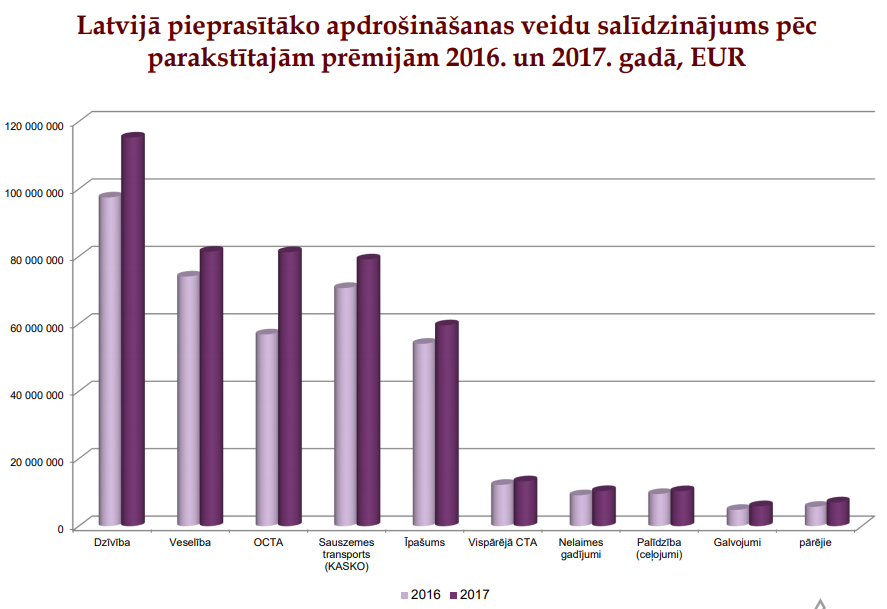 Latvijā pieprasītāko apdrošināšanas veidu salīdzinājums pēc
parakstītajām prēmijām 2016. un 2017. gadā, EUR
120 000 000
100 000 000
80 000 000
60 000 000
40 000 000
20 000 000
0
Dzīvība
Veselība
OCTA
Sauszemes
transports
(KASKO)
Īpašums
Vispārējā CTA
Nelaimes
gadījumi
Palīdzība
(ceļojumi)
Galvojumi
pārējie
2016 2017